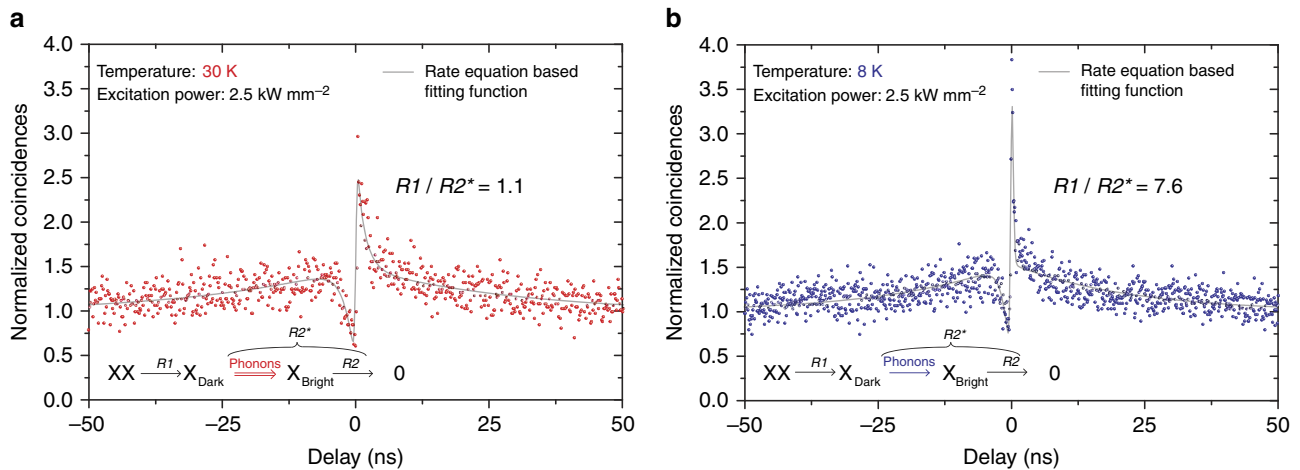 a
4.0
3.5
3.0
2.5
2.0
1.5
1.0
0.5
0.0
Normalized coincidences
Temperature: 30 K
Excitation power: 2.5 kW mm⁻²
Rate equation based
fitting function
R1 / R2* = 1.1
R2*
XX R1 X_Dark Phonons X_Bright R2 0
−50 −25 0 25 50
Delay (ns)
b
4.0
3.5
3.0
2.5
2.0
1.5
1.0
0.5
0.0
Normalized coincidences
Temperature: 8 K
Excitation power: 2.5 kW mm⁻²
Rate equation based
fitting function
R1 / R2* = 7.6
R2*
XX R1 X_Dark Phonons X_Bright R2 0
−50 −25 0 25 50
Delay (ns)